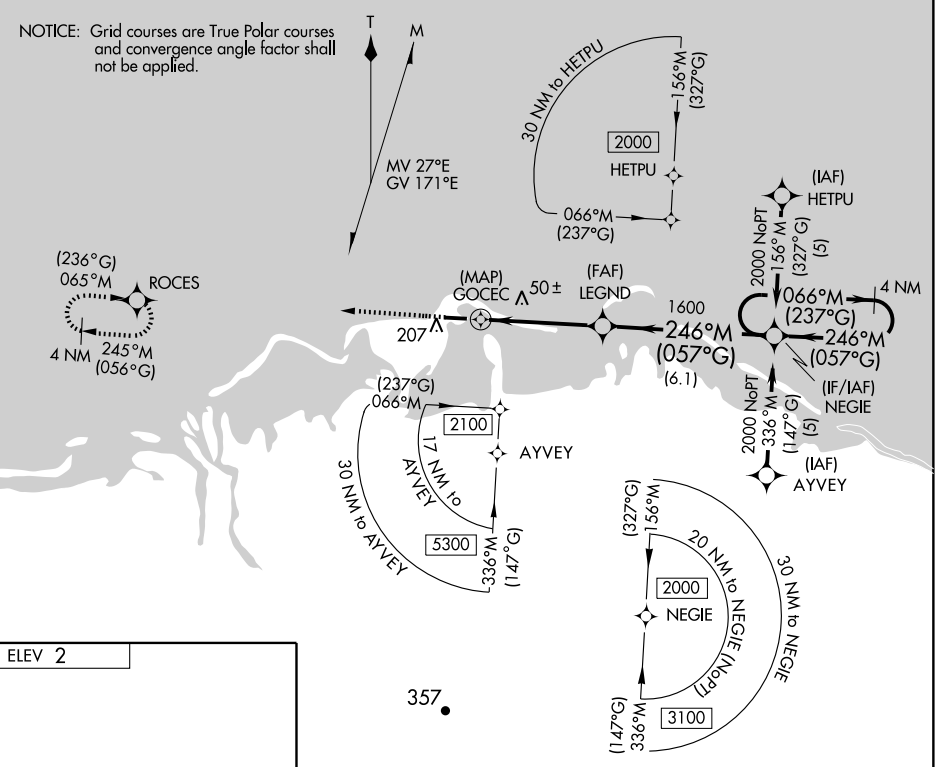 NOTICE: Grid courses are True Polar courses
and convergence angle factor shall
not be applied.
T
M
MV 27°E
GV 171°E
30 NM to HETPU
156°M
(327°G)
2000
HETPU
066°M
(237°G)
(IAF)
HETPU
2000 NoPT
156°M
(327°G)
(5)
4 NM
066°M
(237°G)
246°M
(057°G)
(IF/IAF)
NEGIE
(236°G)
065°M
ROCES
4 NM
245°M
(056°G)
(MAP)
GOCEC
50±
207
(FAF)
LEGND
1600
246°M
(057°G)
(6.1)
2000 NoPT
336°M
(147°G)
(5)
(IAF)
AYVEY
(237°G)
066°M
2100
17 NM to
AYVEY
AYVEY
30 NM to AYVEY
5300
336°M
(147°G)
(327°G)
156°M
2000
NEGIE
20 NM to NEGIE (NoPT)
30 NM to NEGIE
3100
(147°G)
336°M
ELEV 2
357